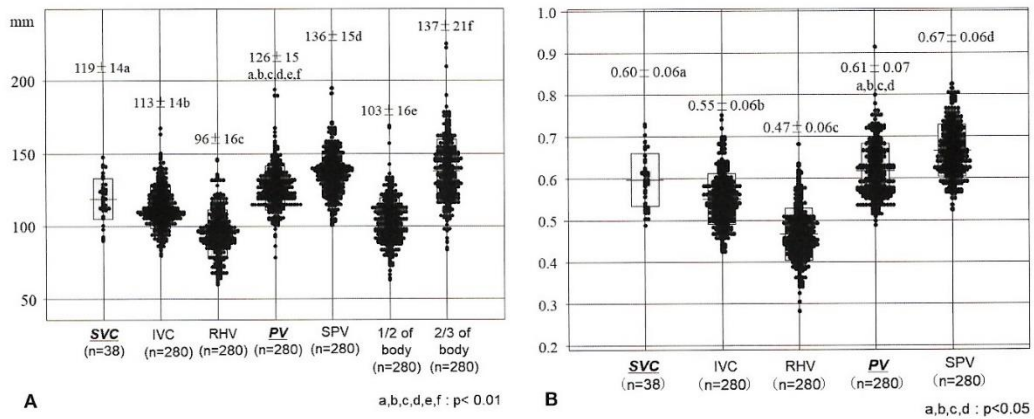 mm
200
150
100
50
119 ± 14a
113 ± 14b
96 ± 16c
126 ± 15
a,b,c,d,e,f
136 ± 15d
103 ± 16e
137 ± 21f
SVC
(n=38)
IVC
(n=280)
RHV
(n=280)
PV
(n=280)
SPV
(n=280)
1/2 of
body
(n=280)
2/3 of
body
(n=280)
A
a,b,c,d,e,f : p< 0.01
1.0
0.9
0.8
0.7
0.6
0.5
0.4
0.3
0.2
0.60 ± 0.06a
0.55 ± 0.06b
0.47 ± 0.06c
0.61 ± 0.07
a,b,c,d
0.67 ± 0.06d
SVC
(n=38)
IVC
(n=280)
RHV
(n=280)
PV
(n=280)
SPV
(n=280)
B
a,b,c,d : p<0.05